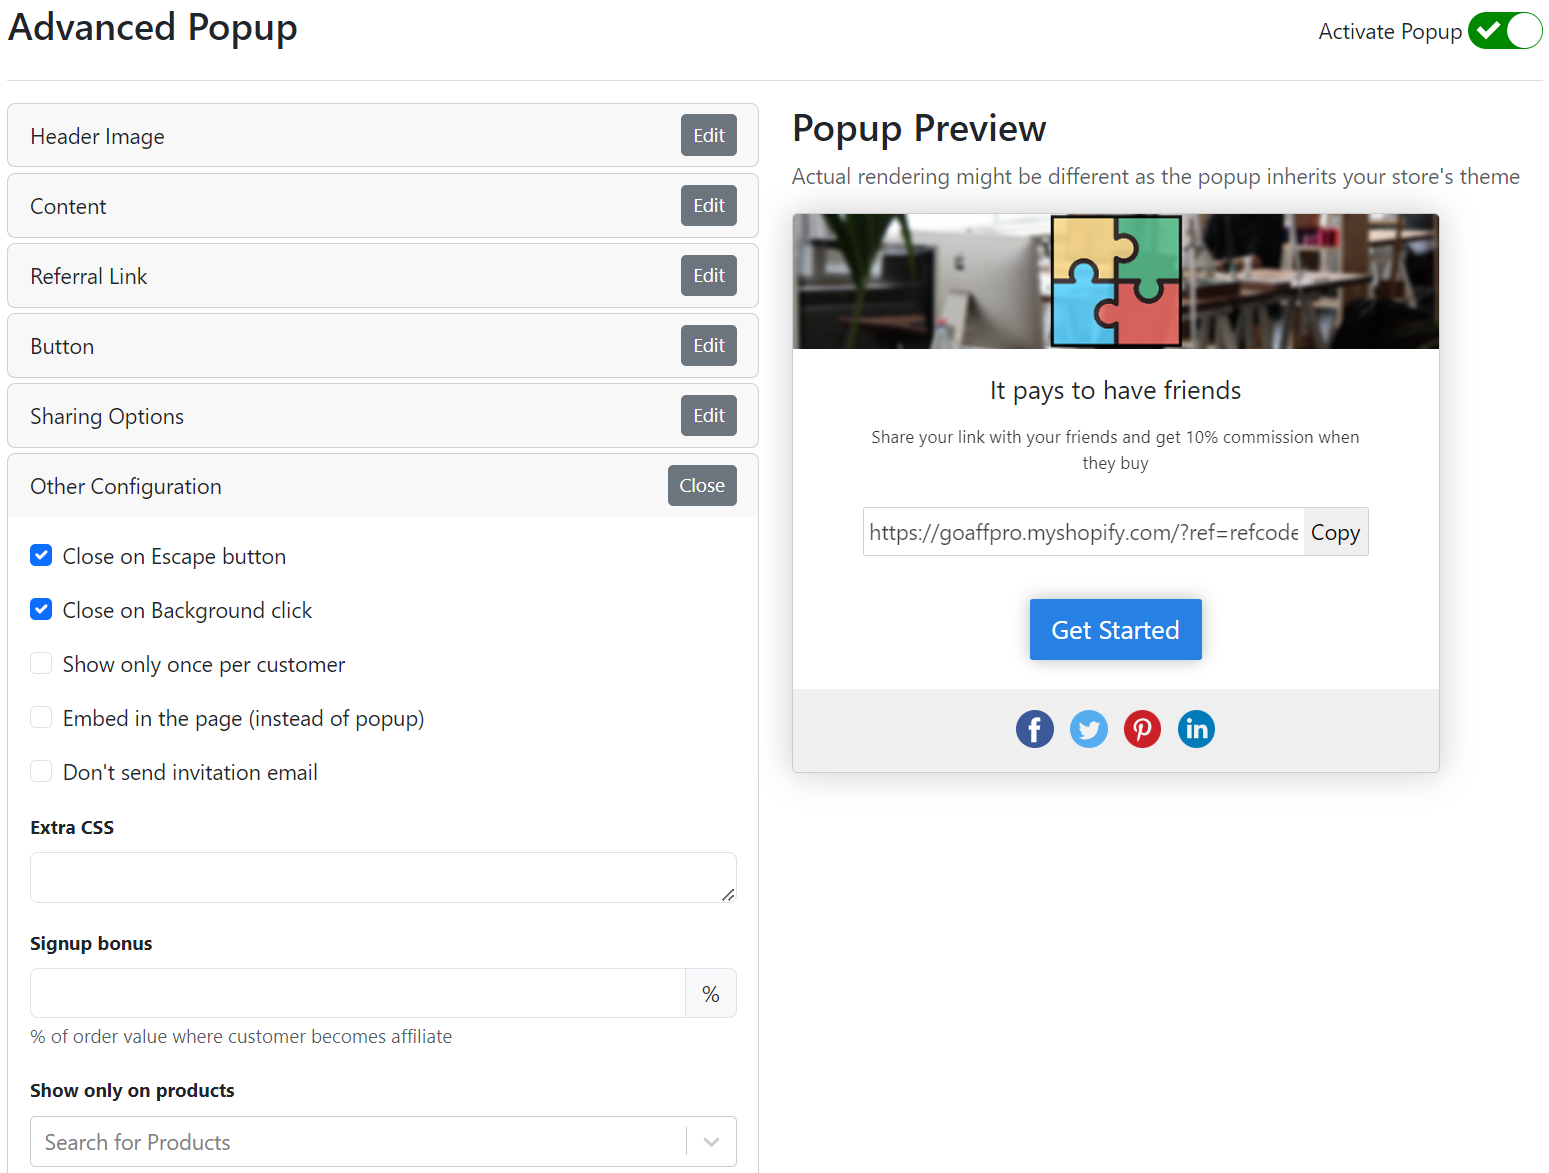 Advanced Popup
Activate Popup
Header Image
Edit
Content
Edit
Referral Link
Edit
Button
Edit
Sharing Options
Edit
Other Configuration
Close
Close on Escape button
Close on Background click
Show only once per customer
Embed in the page (instead of popup)
Don't send invitation email
Extra CSS
Signup bonus
%
% of order value where customer becomes affiliate
Show only on products
Search for Products
Popup Preview
Actual rendering might be different as the popup inherits your store's theme
It pays to have friends
Share your link with your friends and get 10% commission when
they buy
https://goaffpro.myshopify.com/?ref=refcode
Copy
Get Started